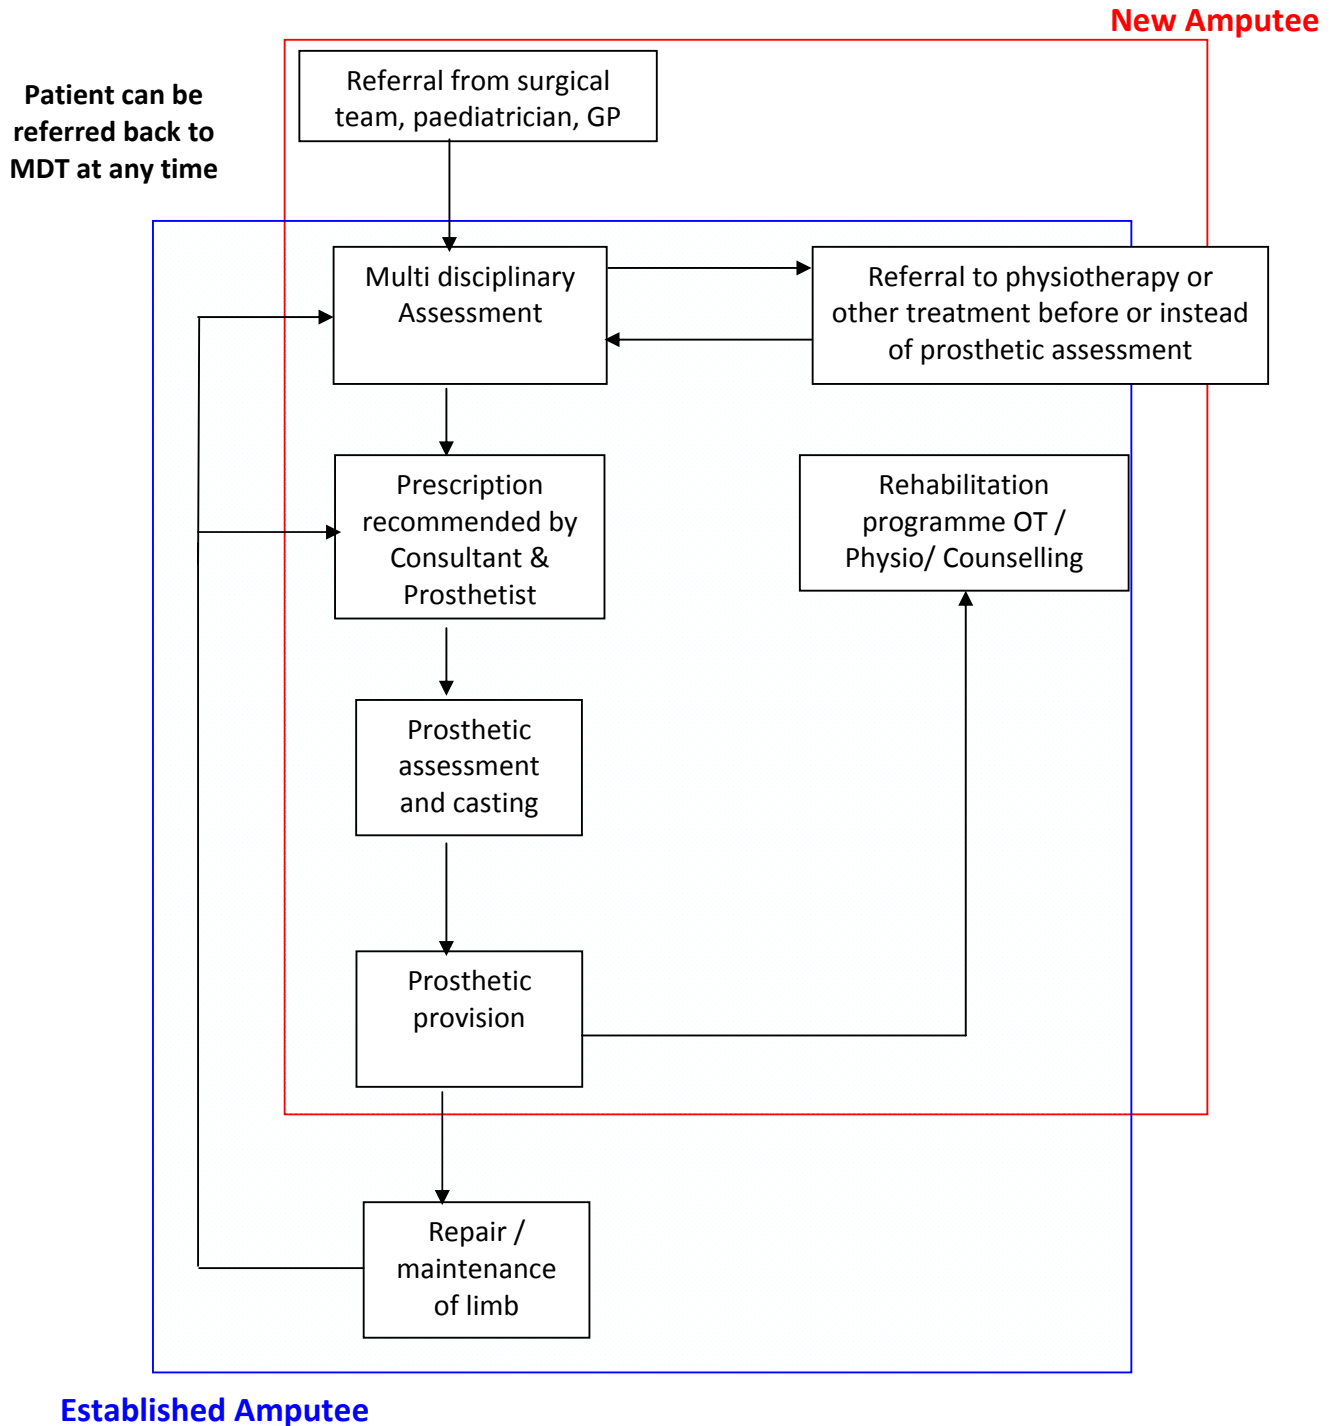 New Amputee
Patient can be
referred back to
MDT at any time
Referral from surgical
team, paediatrician, GP
Multi disciplinary
Assessment
Referral to physiotherapy or
other treatment before or instead
of prosthetic assessment
Prescription
recommended by
Consultant &
Prosthetist
Rehabilitation
programme OT /
Physio/ Counselling
Prosthetic
assessment
and casting
Prosthetic
provision
Repair /
maintenance
of limb
Established Amputee